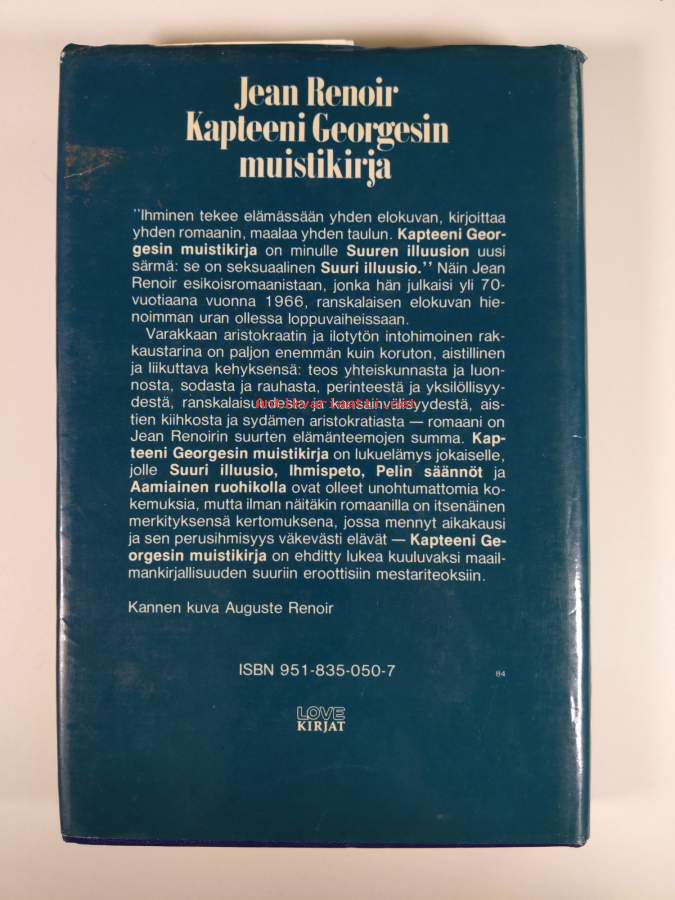 Jean Renoir
Kapteeni Georgesin
muistikirja
"Ihminen tekee elämässään yhden elokuvan, kirjoittaa
yhden romaanin, maalaa yhden taulun. Kapteeni Geor-
gesin muistikirja on minulle Suuren illuusion uusi
särmä: se on seksuaalinen Suuri illuusio." Näin Jean
Renoir esikoisromaanistaan, jonka hän julkaisi yli 70-
vuotiaana vuonna 1966, ranskalaisen elokuvan hie-
noimman uran ollessa loppuvaiheissaan.
Varakkaan aristokraatin ja ilotytön intohimoinen rak-
kaustarina on paljon enemmän kuin koruton, aistillinen
ja liikuttava kehyksensä: teos yhteiskunnasta ja luon-
nosta, sodasta ja rauhasta, perinteestä ja yksilöllisyy-
destä, ranskalaisuudesta ja kansainvälisyydestä, ais-
tien kiihkosta ja sydämen aristokratiasta — romaani on
Jean Renoirin suurten elämänteemojen summa. Kap-
teeni Georgesin muistikirja on lukuelämys jokaiselle,
jolle Suuri illuusio, Ihmispeto, Pelin säännöt ja
Aamiainen ruohikolla ovat olleet unohtumattomia ko-
kemuksia, mutta ilman näitäkin romaanilla on itsenäinen
merkityksensä kertomuksena, jossa mennyt aikakausi
ja sen perusihmisyys väkevästi elävät — Kapteeni Ge-
orgesin muistikirja on ehditty lukea kuuluvaksi maail-
mankirjallisuuden suuriin eroottisiin mestariteoksiin.
Kannen kuva Auguste Renoir
ISBN 951-835-050-7
84
LOVE
KIRJAT